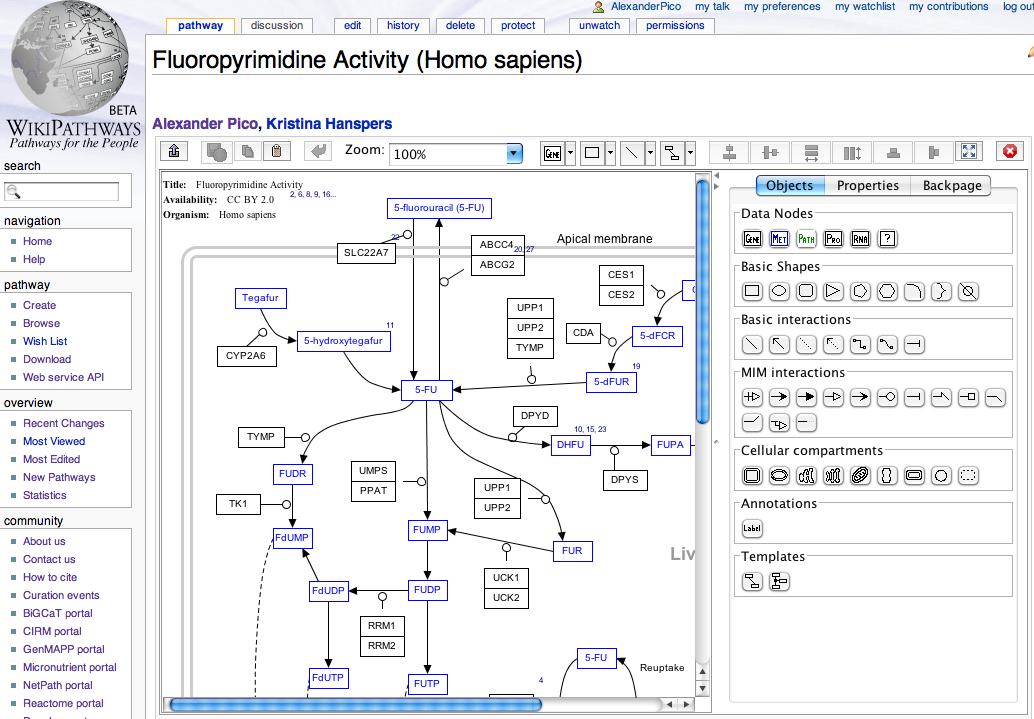 AlexanderPico my talk my preferences my watchlist my contributions log out
pathway discussion edit history delete protect unwatch permissions
Fluoropyrimidine Activity (Homo sapiens)
BETA
WIKIPATHWAYS
Pathways for the People
Alexander Pico, Kristina Hanspers
search
navigation
Home
Help
pathway
Create
Browse
Wish List
Download
Web service API
overview
Recent Changes
Most Viewed
Most Edited
New Pathways
Statistics
community
About us
Contact us
How to cite
Curation events
BiGCaT portal
CIRM portal
GenMAPP portal
Micronutrient portal
NetPath portal
Reactome portal
Zoom: 100%
GENE
Title: Fluoropyrimidine Activity
Availability: CC BY 2.0
2, 6, 8, 9, 16...
Organism: Homo sapiens
5-fluorouracil (5-FU)
22
SLC22A7
ABCC4
20, 27
ABCG2
Apical membrane
CES1
CES2
Tegafur
UPP1
UPP2
TYMP
CDA
5-dFCR
11
5-hydroxytegafur
CYP2A6
19
5-dFUR
5-FU
DPYD
TYMP
10, 15, 23
DHFU
FUPA
FUDR
UMPS
PPAT
DPYS
UPP1
UPP2
TK1
FdUMP
FUMP
FUR
Liv
UCK1
UCK2
FdUDP
FUDP
RRM1
RRM2
5-FU
Reuptake
FdUTP
4
FUTP
Objects Properties Backpage
Data Nodes
GENE MET PATH PRO RNA ?
Basic Shapes
Basic interactions
MIM interactions
Cellular compartments
Annotations
Label
Templates